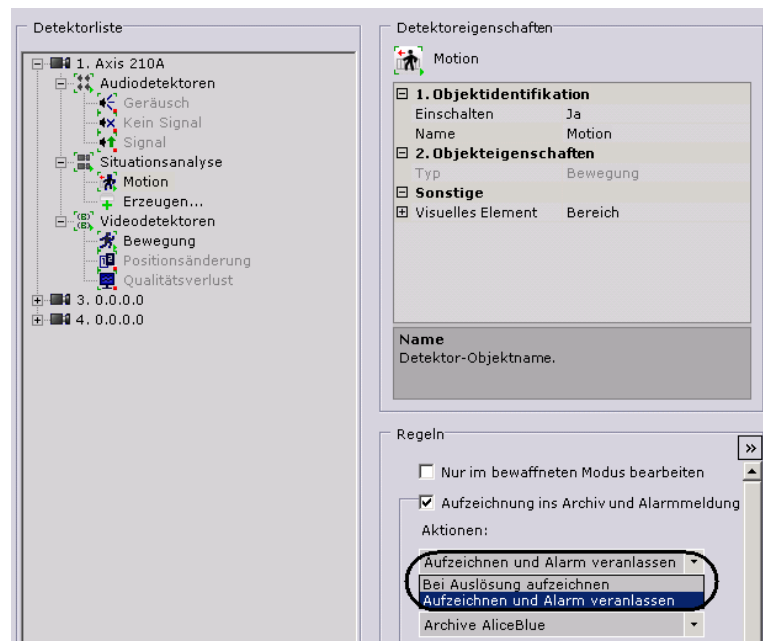 Detektorliste
1. Axis 210A
Audiodetektoren
Geräusch
Kein Signal
Signal
Situationsanalyse
Motion
Erzeugen...
Videodetektoren
Bewegung
Positionsänderung
Qualitätsverlust
3. 0.0.0.0
4. 0.0.0.0
Detektoreigenschaften
Motion
1. Objektidentifikation
Einschalten Ja
Name Motion
2. Objekteigenschaften
Typ Bewegung
Sonstige
Visuelles Element Bereich
Name
Detektor-Objektname.
Regeln
»
Nur im bewaffneten Modus bearbeiten
Aufzeichnung ins Archiv und Alarmmeldung
Aktionen:
Aufzeichnen und Alarm veranlassen
Bei Auslösung aufzeichnen
Aufzeichnen und Alarm veranlassen
Archive AliceBlue